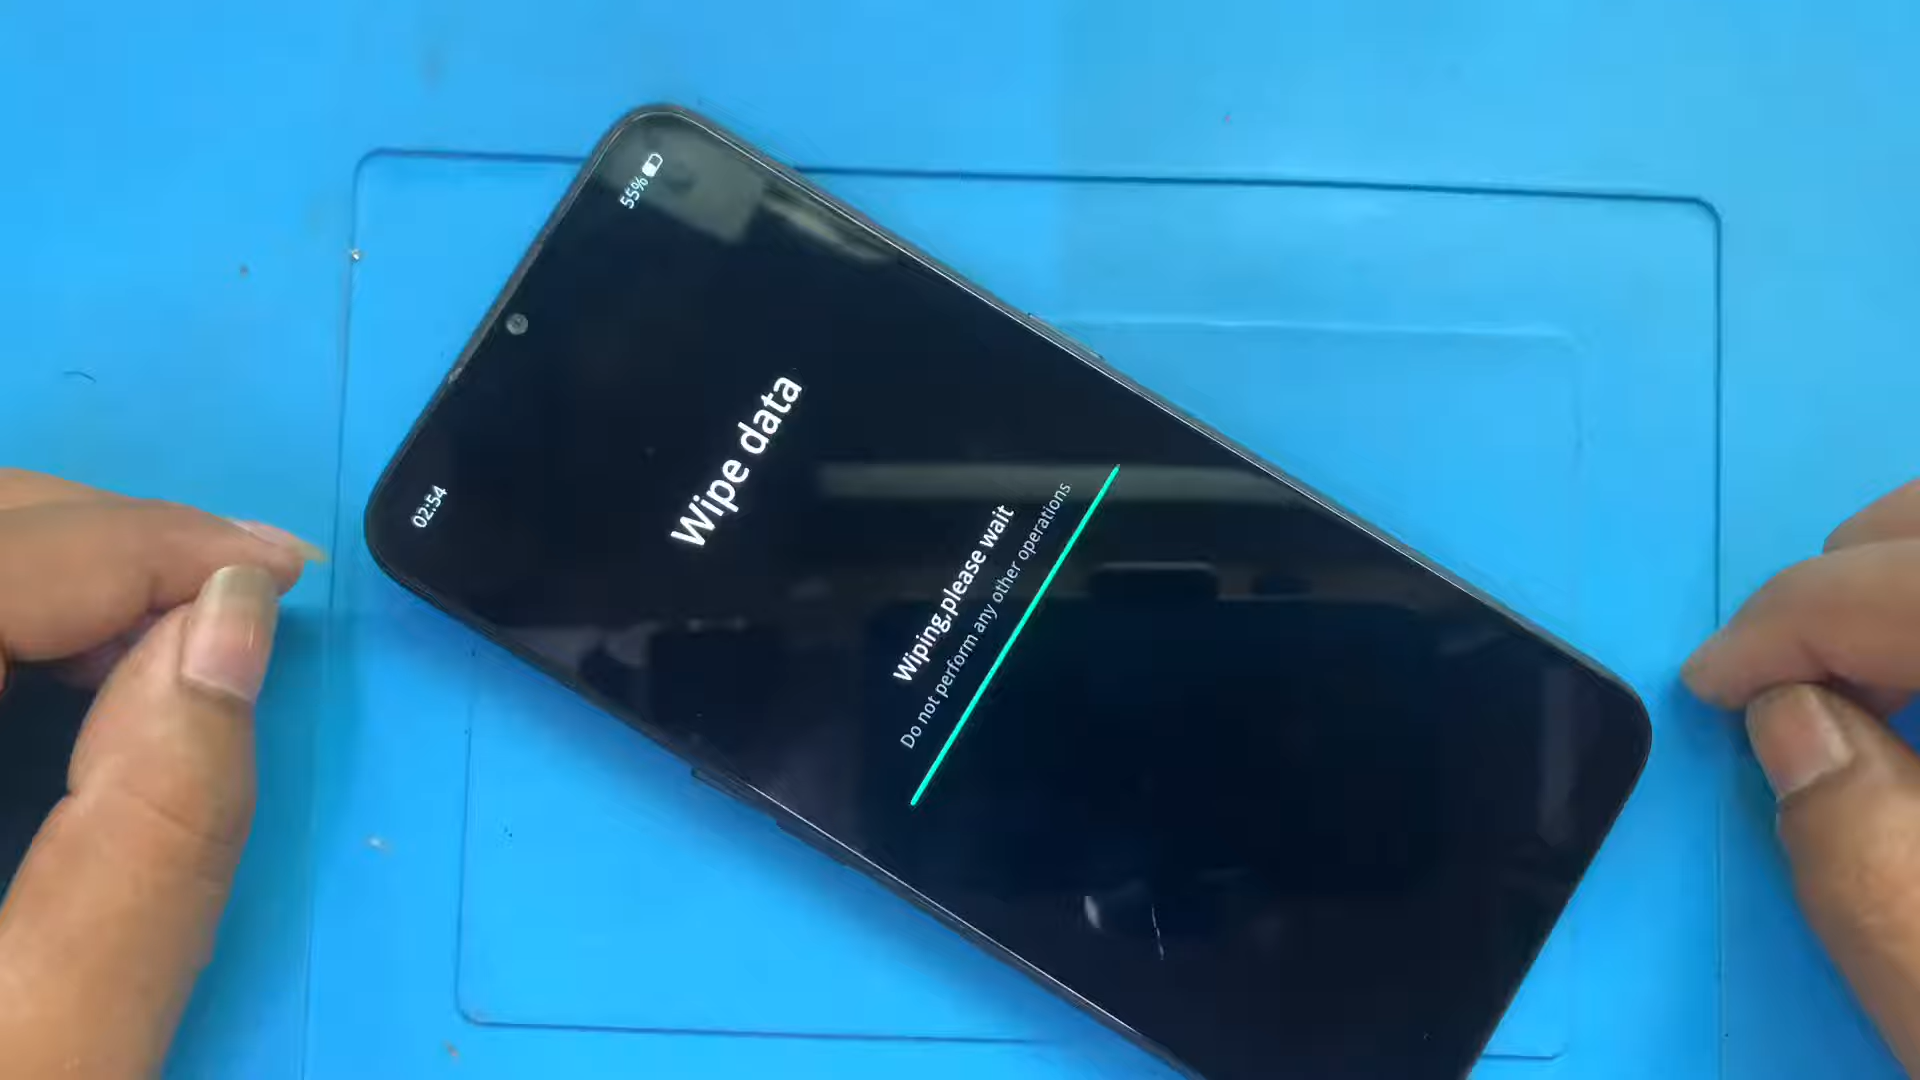 02:54
55%
Wipe data
Wiping,please wait
Do not perform any other operations